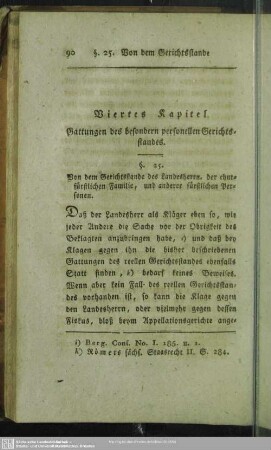 90 §. 25. Von dem Gerichtsstande
Viertes Kapitel.
Gattungen des besondern personellen Gerichts-
standes.
§. 25.
Von dem Gerichtsstande des Landesherrn, der chur-
fürstlichen Familie, und anderer fürstlichen Per-
sonen.
Daß der Landesherr als Kläger eben so, wie
jeder Andere die Sache vor der Obrigkeit des
Beklagten anzubringen habe, i) und daß bey
Klagen gegen ihn die bisher beschriebenen
Gattungen des reellen Gerichtsstandes ebenfalls
Statt finden, k) bedarf keines Beweises.
Wenn aber kein Fall des reellen Gerichtsstan-
des vorhanden ist, so kann die Klage gegen
den Landesherrn, oder vielmehr gegen dessen
Fiskus, bloß beym Appellationsgerichte ange-
i) Berg. Cons. No. I. 185. n. 2.
k) Römers sächs. Staatsrecht II. S. 284.